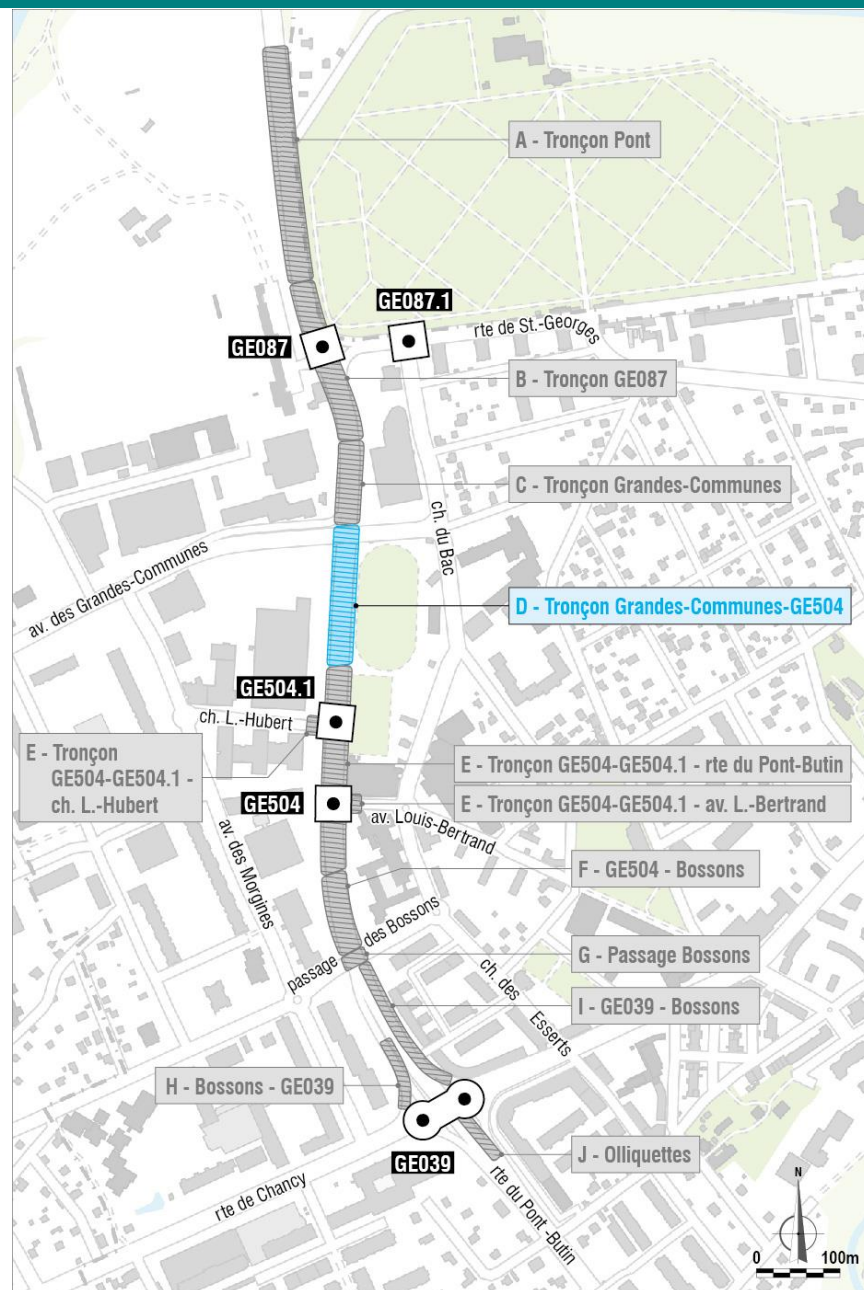 A - Tronçon Pont
GE087.1
GE087
rte de St.-Georges
B - Tronçon GE087
C - Tronçon Grandes-Communes
ch. du Bac
av. des Grandes-Communes
D - Tronçon Grandes-Communes-GE504
GE504.1
ch. L.-Hubert
E - Tronçon
GE504-GE504.1 -
ch. L.-Hubert
E - Tronçon GE504-GE504.1 - rte du Pont-Butin
GE504
E - Tronçon GE504-GE504.1 - av. L.-Bertrand
av. Louis-Bertrand
av. des Morgines
F - GE504 - Bossons
passage des Bossons
G - Passage Bossons
ch. des Esserts
I - GE039 - Bossons
H - Bossons - GE039
GE039
J - Olliquettes
rte de Chancy
rte du Pont-Butin
N
0 100m